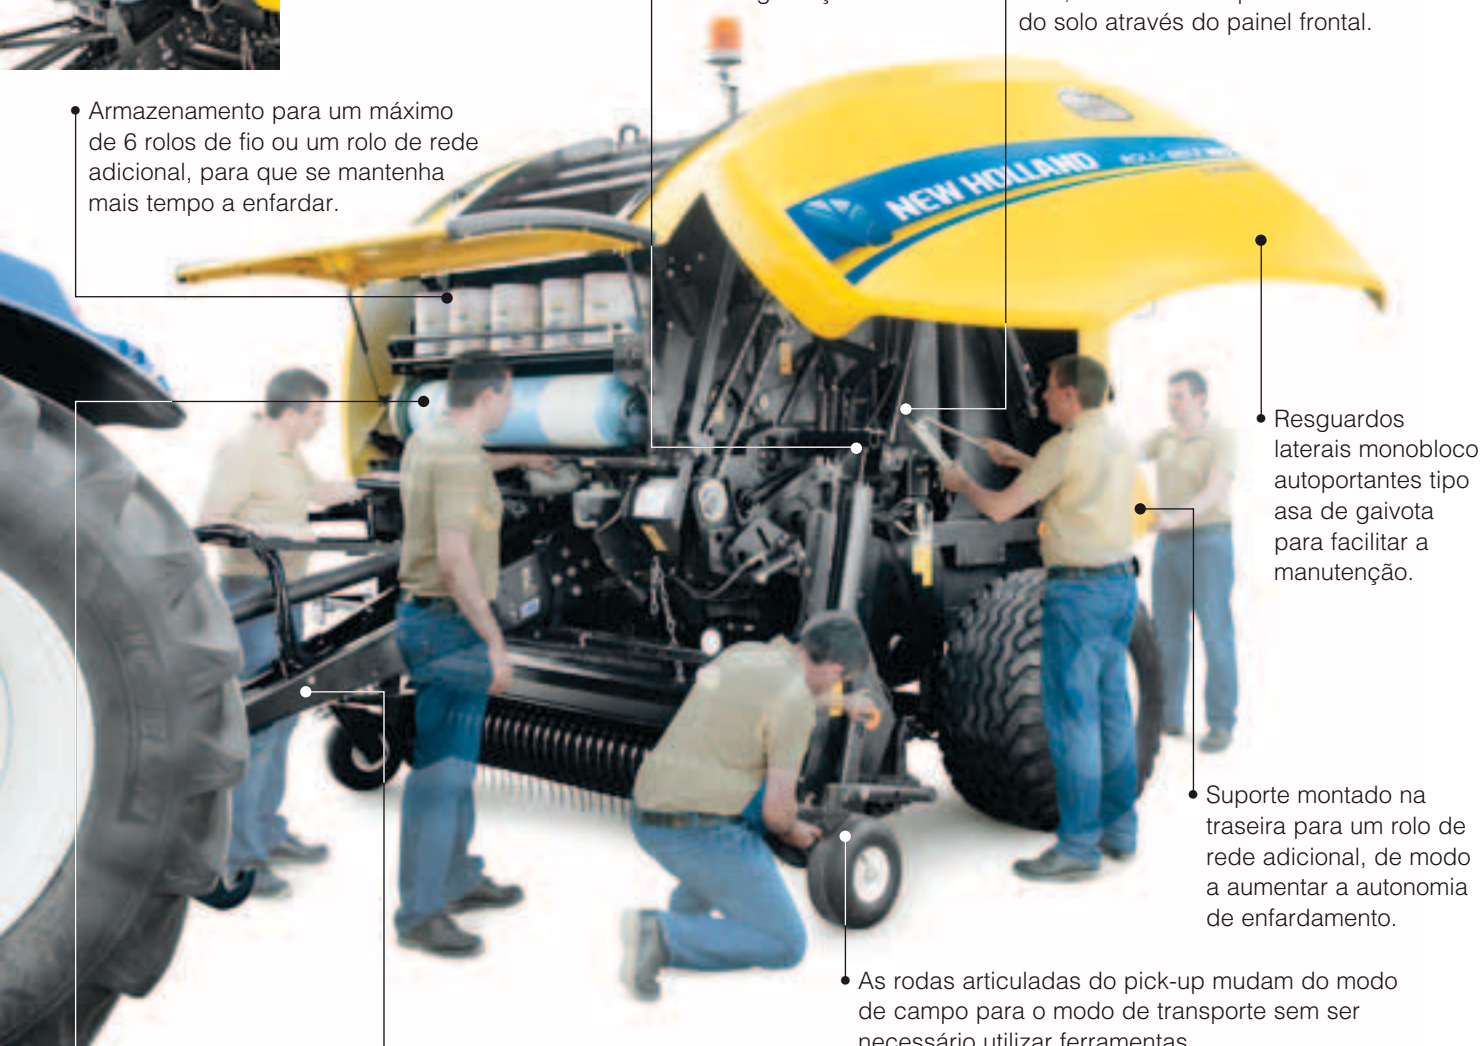 do solo através do painel frontal.
Armazenamento para um máximo
de 6 rolos de fio ou um rolo de rede
adicional, para que se mantenha
mais tempo a enfardar.
NEW HOLLAND
Resguardos
laterais monobloco
autoportantes tipo
asa de gaivota
para facilitar a
manutenção.
Suporte montado na
traseira para um rolo de
rede adicional, de modo
a aumentar a autonomia
de enfardamento.
As rodas articuladas do pick-up mudam do modo
de campo para o modo de transporte sem ser
necessário utilizar ferramentas